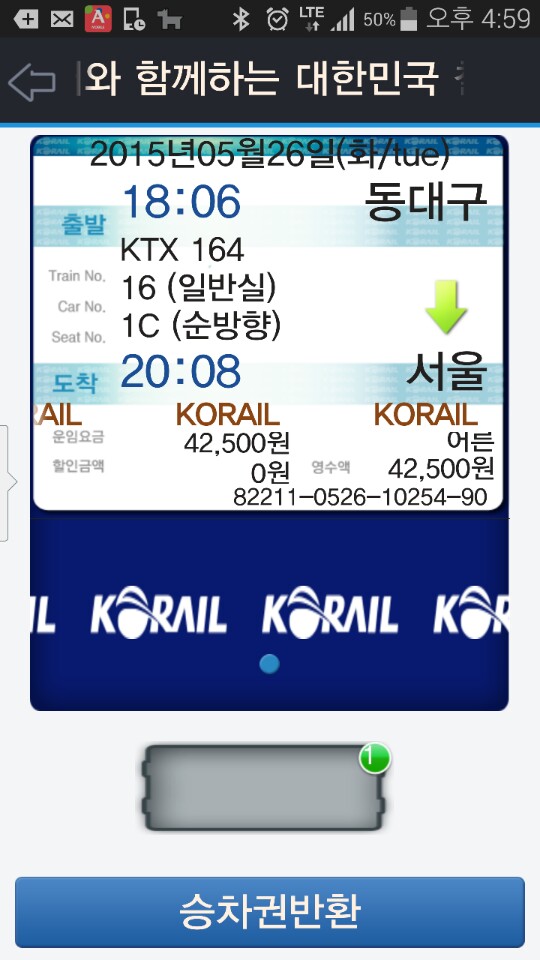 LTE 50% 오후 4:59
와 함께하는 대한민국
2015년05월26일(화/tue)
출발 18:06 동대구
KTX 164
Train No. 16 (일반실)
Car No.
Seat No. 1C (순방향)
도착 20:08 서울
RAIL KORAIL KORAIL
운임요금 42,500원 어른
할인금액 0원 영수액 42,500원
82211-0526-10254-90
IL KORAIL KORAIL KOR
1
승차권반환